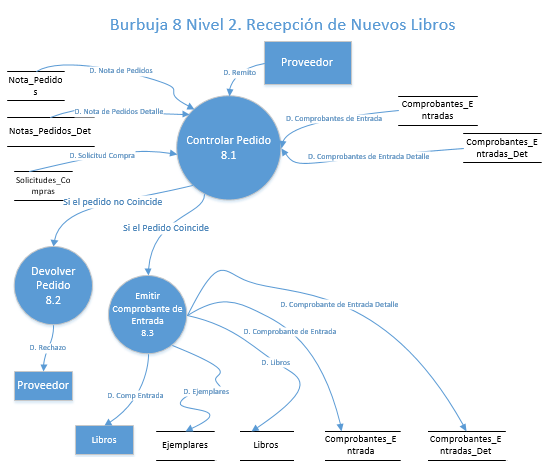 Burbuja 8 Nivel 2. Recepción de Nuevos Libros
D. Nota de Pedidos
D. Remito
Proveedor
Nota_Pedido
s
D. Nota de Pedidos Detalle
Notas_Pedidos_Det
D. Solicitud Compra
Solicitudes_Co
mpras
Controlar Pedido
8.1
D. Comprobantes de Entrada
Comprobantes_E
ntradas
D. Comprobantes de Entrada Detalle
Comprobantes_E
ntradas_Det
Si el pedido no Coincide
Si el Pedido Coincide
Devolver
Pedido
8.2
Emitir
Comprobante de
Entrada
8.3
D. Comprobante de Entrada Detalle
D. Comprobante de Entrada
D. Libros
D. Rechazo
Proveedor
D. Comp Entrada
D. Ejemplares
Libros
Ejemplares
Libros
Comprobantes_E
ntrada
Comprobantes_E
ntradas_Det